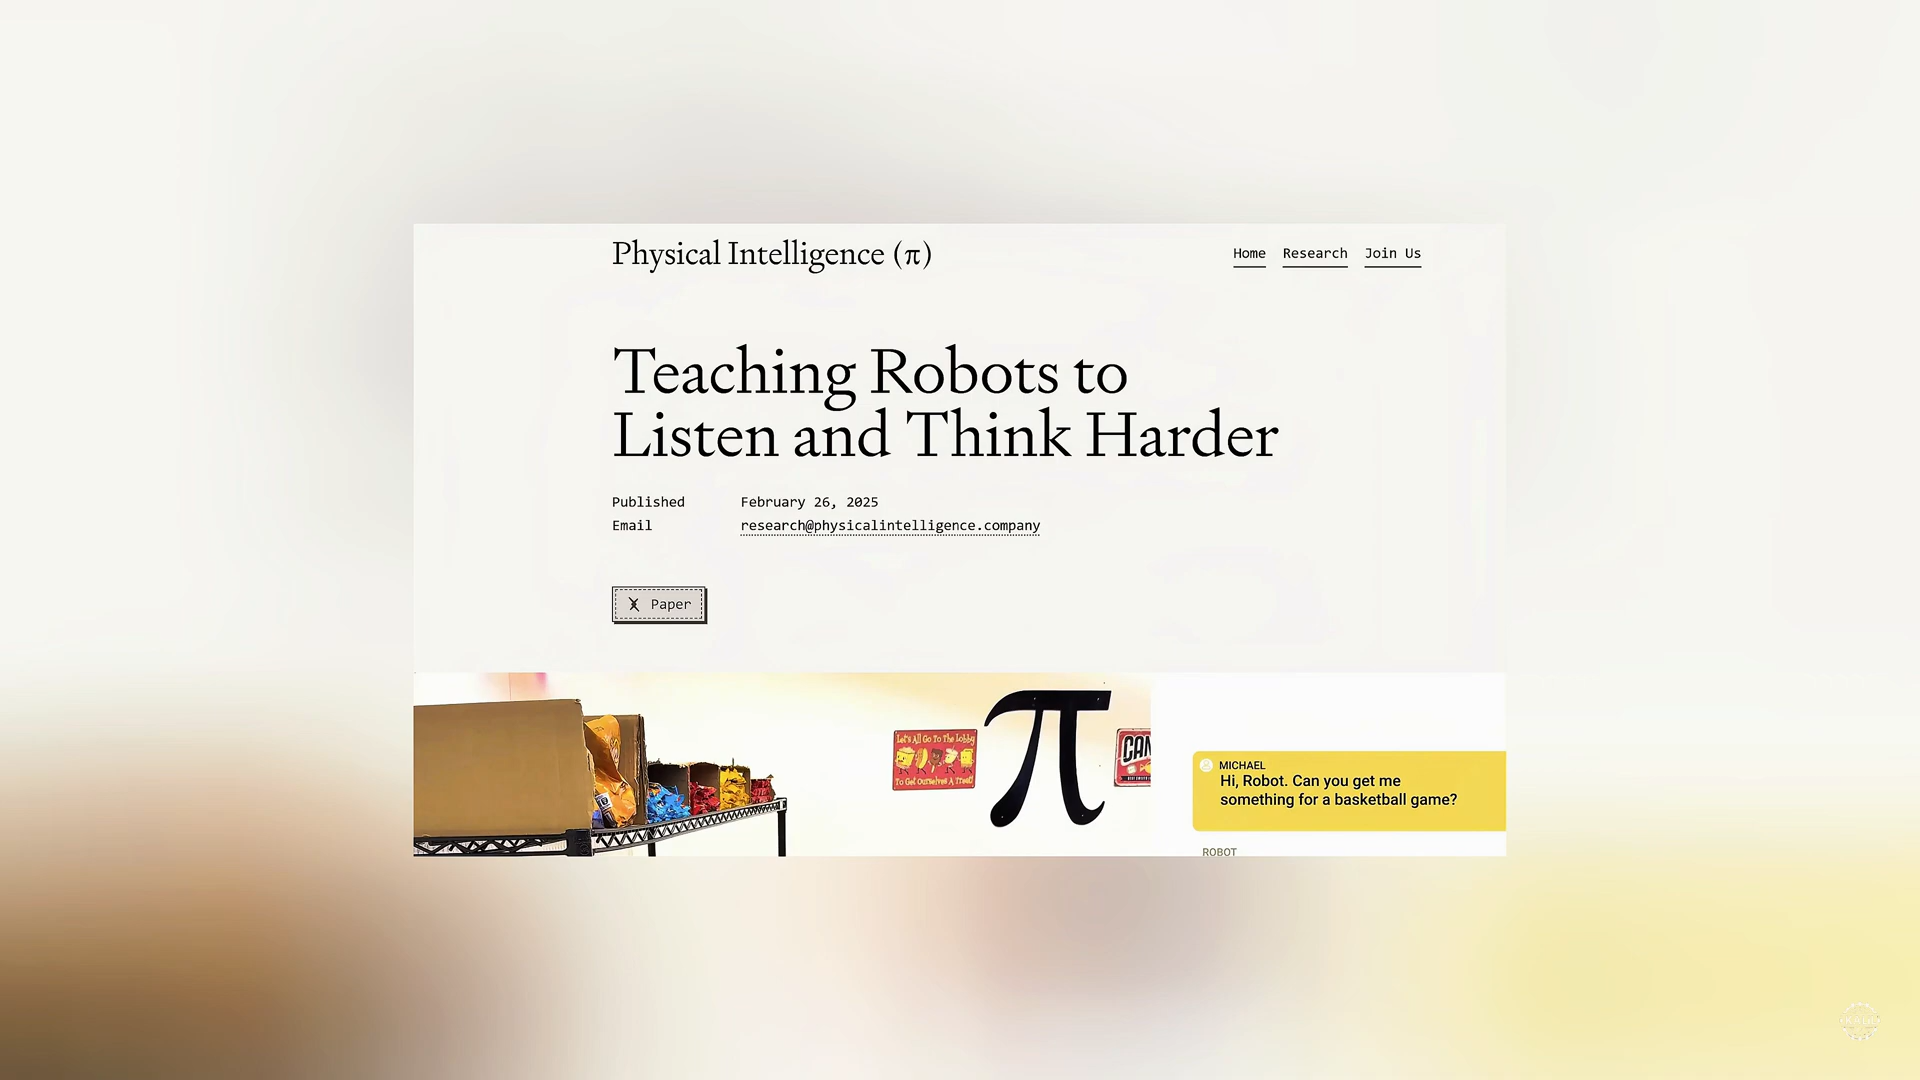 Physical Intelligence (π)
Home Research Join Us
Teaching Robots to
Listen and Think Harder
Published February 26, 2025
Email research@physicalintelligence.company
Paper
Let's All Go To The Lobby
To Get Ourselves A Treat!
π
CAN
MICHAEL
Hi, Robot. Can you get me
something for a basketball game?
ROBOT